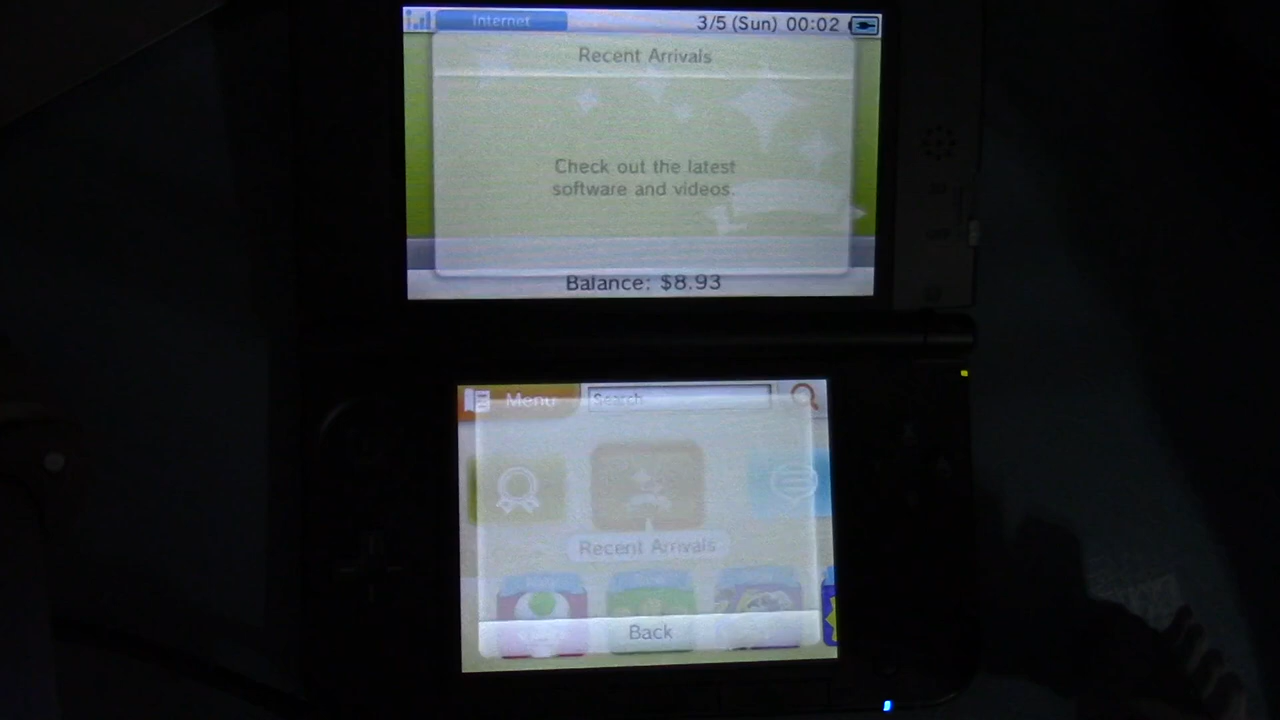 Internet
3/5 (Sun) 00:02
Recent Arrivals
Check out the latest
software and videos.
Balance: $8.93
Menu
Search
Recent Arrivals
Back